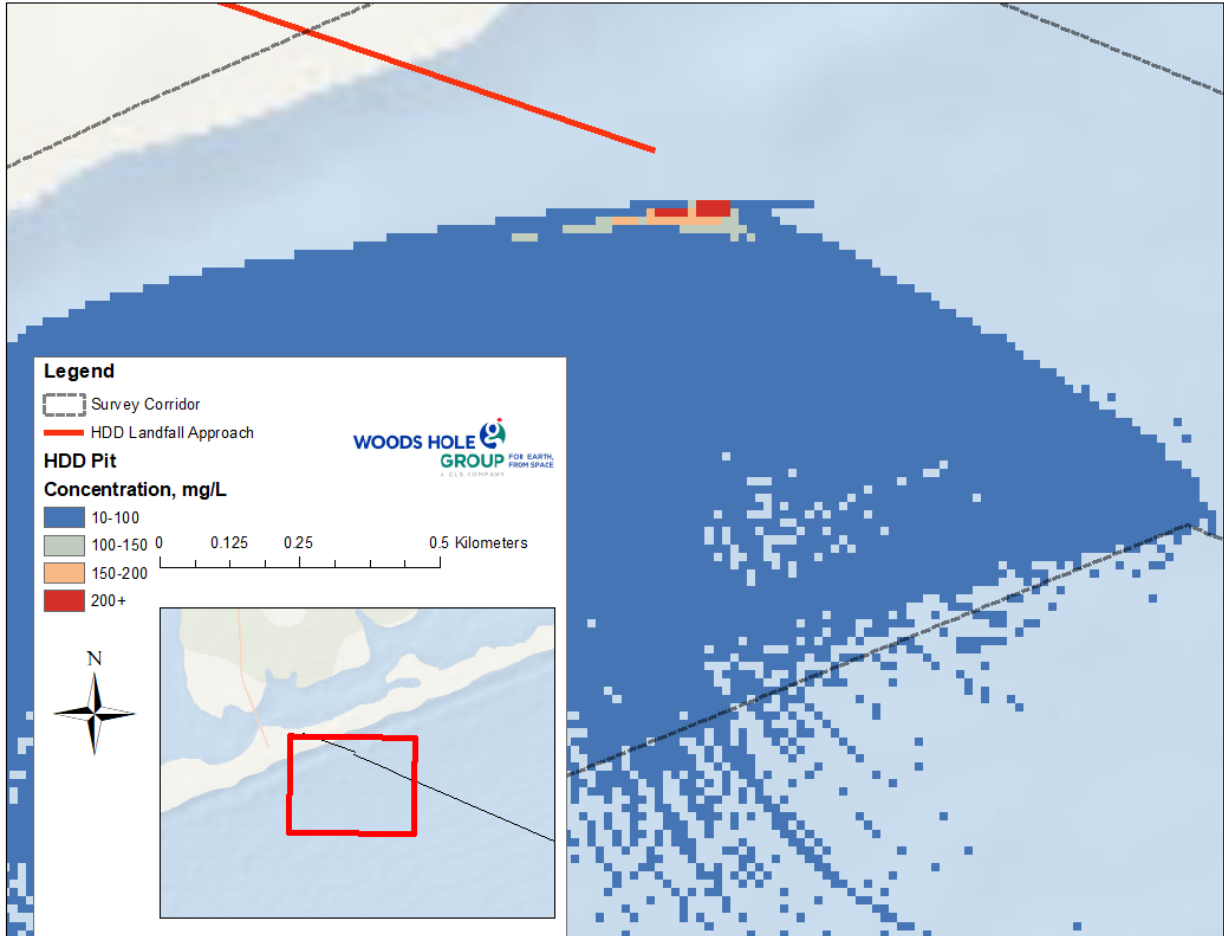 Legend
Survey Corridor
HDD Landfall Approach
WOODS HOLE
GROUP
FOR EARTH,
FROM SPACE
A CLS COMPANY
HDD Pit
Concentration, mg/L
10-100
100-150
150-200
200+
0 0.125 0.25 0.5 Kilometers
N